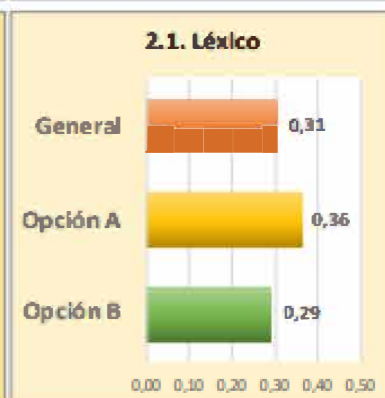 2.1. Léxico
General 0,31
Opción A 0,36
Opción B 0,29
0,00 0,10 0,20 0,30 0,40 0,50